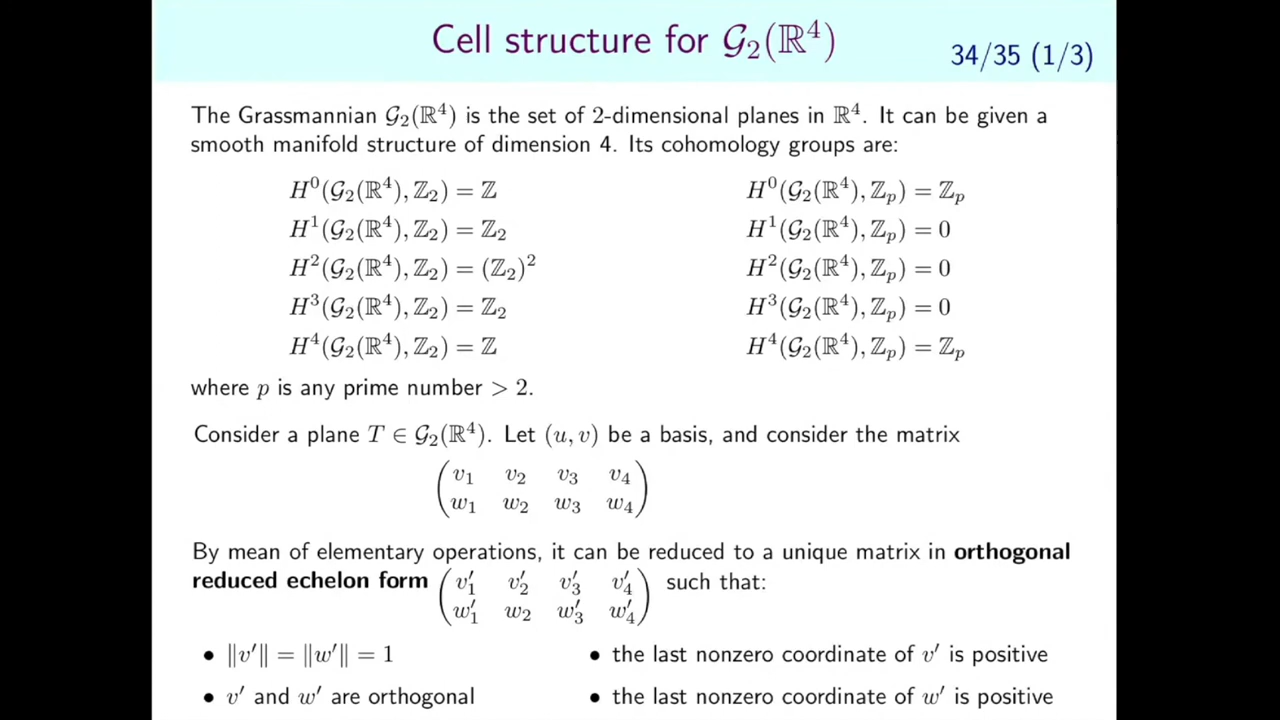 Cell structure for 𝒢₂(ℝ⁴)
34/35 (1/3)
The Grassmannian 𝒢₂(ℝ⁴) is the set of 2-dimensional planes in ℝ⁴. It can be given a
smooth manifold structure of dimension 4. Its cohomology groups are:
H⁰(𝒢₂(ℝ⁴), ℤ₂) = ℤ H⁰(𝒢₂(ℝ⁴), ℤₚ) = ℤₚ
H¹(𝒢₂(ℝ⁴), ℤ₂) = ℤ₂ H¹(𝒢₂(ℝ⁴), ℤₚ) = 0
H²(𝒢₂(ℝ⁴), ℤ₂) = (ℤ₂)² H²(𝒢₂(ℝ⁴), ℤₚ) = 0
H³(𝒢₂(ℝ⁴), ℤ₂) = ℤ₂ H³(𝒢₂(ℝ⁴), ℤₚ) = 0
H⁴(𝒢₂(ℝ⁴), ℤ₂) = ℤ H⁴(𝒢₂(ℝ⁴), ℤₚ) = ℤₚ
where p is any prime number > 2.
Consider a plane T ∈ 𝒢₂(ℝ⁴). Let (u, v) be a basis, and consider the matrix
v₁ v₂ v₃ v₄
w₁ w₂ w₃ w₄
By mean of elementary operations, it can be reduced to a unique matrix in orthogonal
reduced echelon form (v′₁ v′₂ v′₃ v′₄) such that:
w′₁ w₂ w′₃ w′₄
• ‖v′‖ = ‖w′‖ = 1 • the last nonzero coordinate of v′ is positive
• v′ and w′ are orthogonal • the last nonzero coordinate of w′ is positive